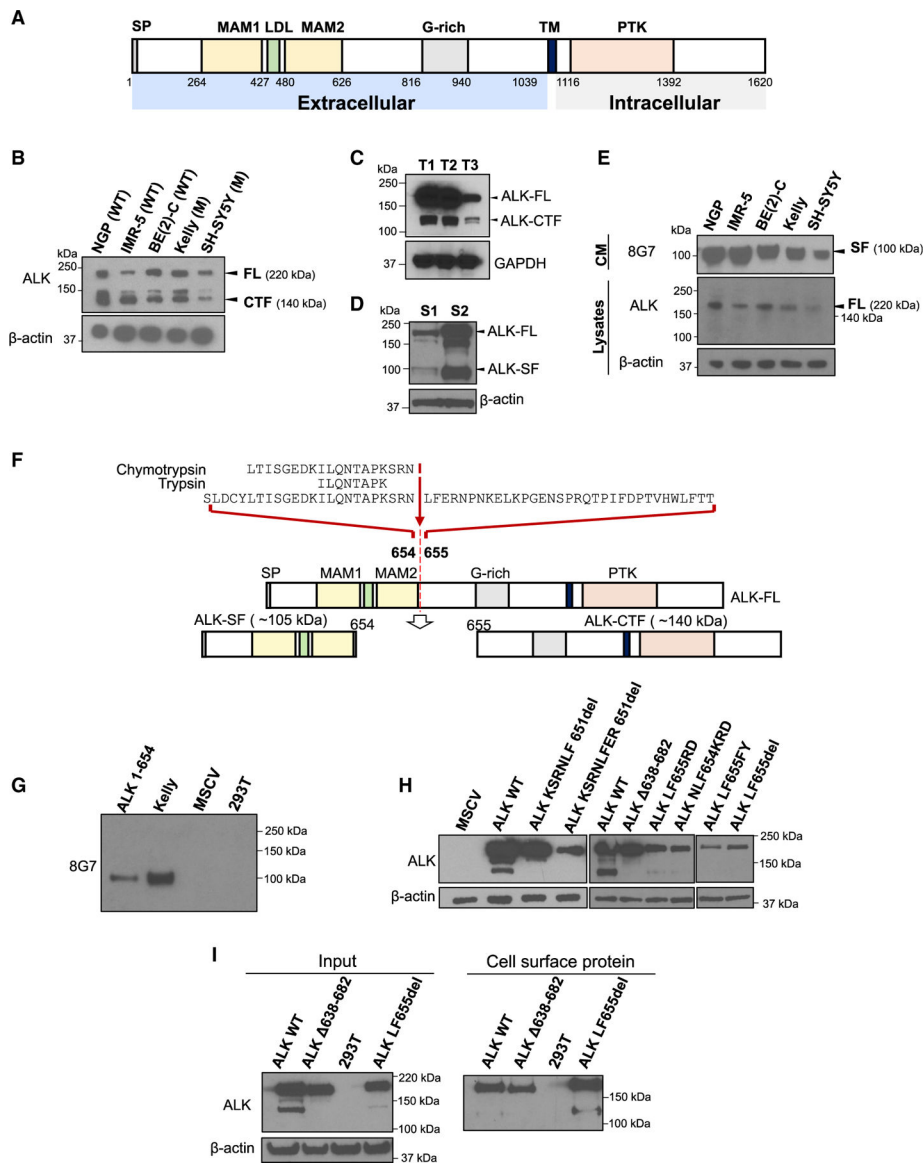 A
SP MAM1 LDL MAM2 G-rich TM PTK
1 264 427 480 626 816 940 1039 1116 1392 1620
Extracellular Intracellular
B
NGP (WT) IMR-5 (WT) BE(2)-C (WT) Kelly (M) SH-SY5Y (M)
kDa
ALK 250 FL (220 kDa)
150
CTF (140 kDa)
β-actin 37
C
T1 T2 T3
kDa
250
ALK-FL
150
ALK-CTF
100
37 GAPDH
D
S1 S2
250
ALK-FL
150
100 ALK-SF
β-actin
37
E
NGP IMR-5 BE(2)-C Kelly SH-SY5Y
kDa
150
CM 8G7 100 SF (100 kDa)
Lysates ALK 250
FL (220 kDa)
150 140 kDa
100
β-actin 37
F
Chymotrypsin LTISGEDKILQNTAPKSRN
Trypsin ILQNTAPK
SLDCYLTISGEDKILQNTAPKSRN LFERNPNKELKPGENSPRQTPIFDPTVHWLFTT
654 655
SP MAM1 MAM2 G-rich PTK
ALK-FL
ALK-SF ( ~105 kDa) 654 655 ALK-CTF ( ~140 kDa)
G
ALK 1-654 Kelly MSCV 293T
250 kDa
150 kDa
8G7 100 kDa
H
MSCV ALK WT ALK KSRNLF 651del ALK KSRNLFER 651del ALK WT ALK Δ638-682 ALK LF655RD ALK NLF654KRD ALK LF655FY ALK LF655del
250 kDa
ALK 150 kDa
β-actin 37 kDa
I
Input Cell surface protein
ALK WT ALK Δ638-682 293T ALK LF655del ALK WT ALK Δ638-682 293T ALK LF655del
220 kDa
ALK 150 kDa 150 kDa
100 kDa 100 kDa
β-actin 37 kDa